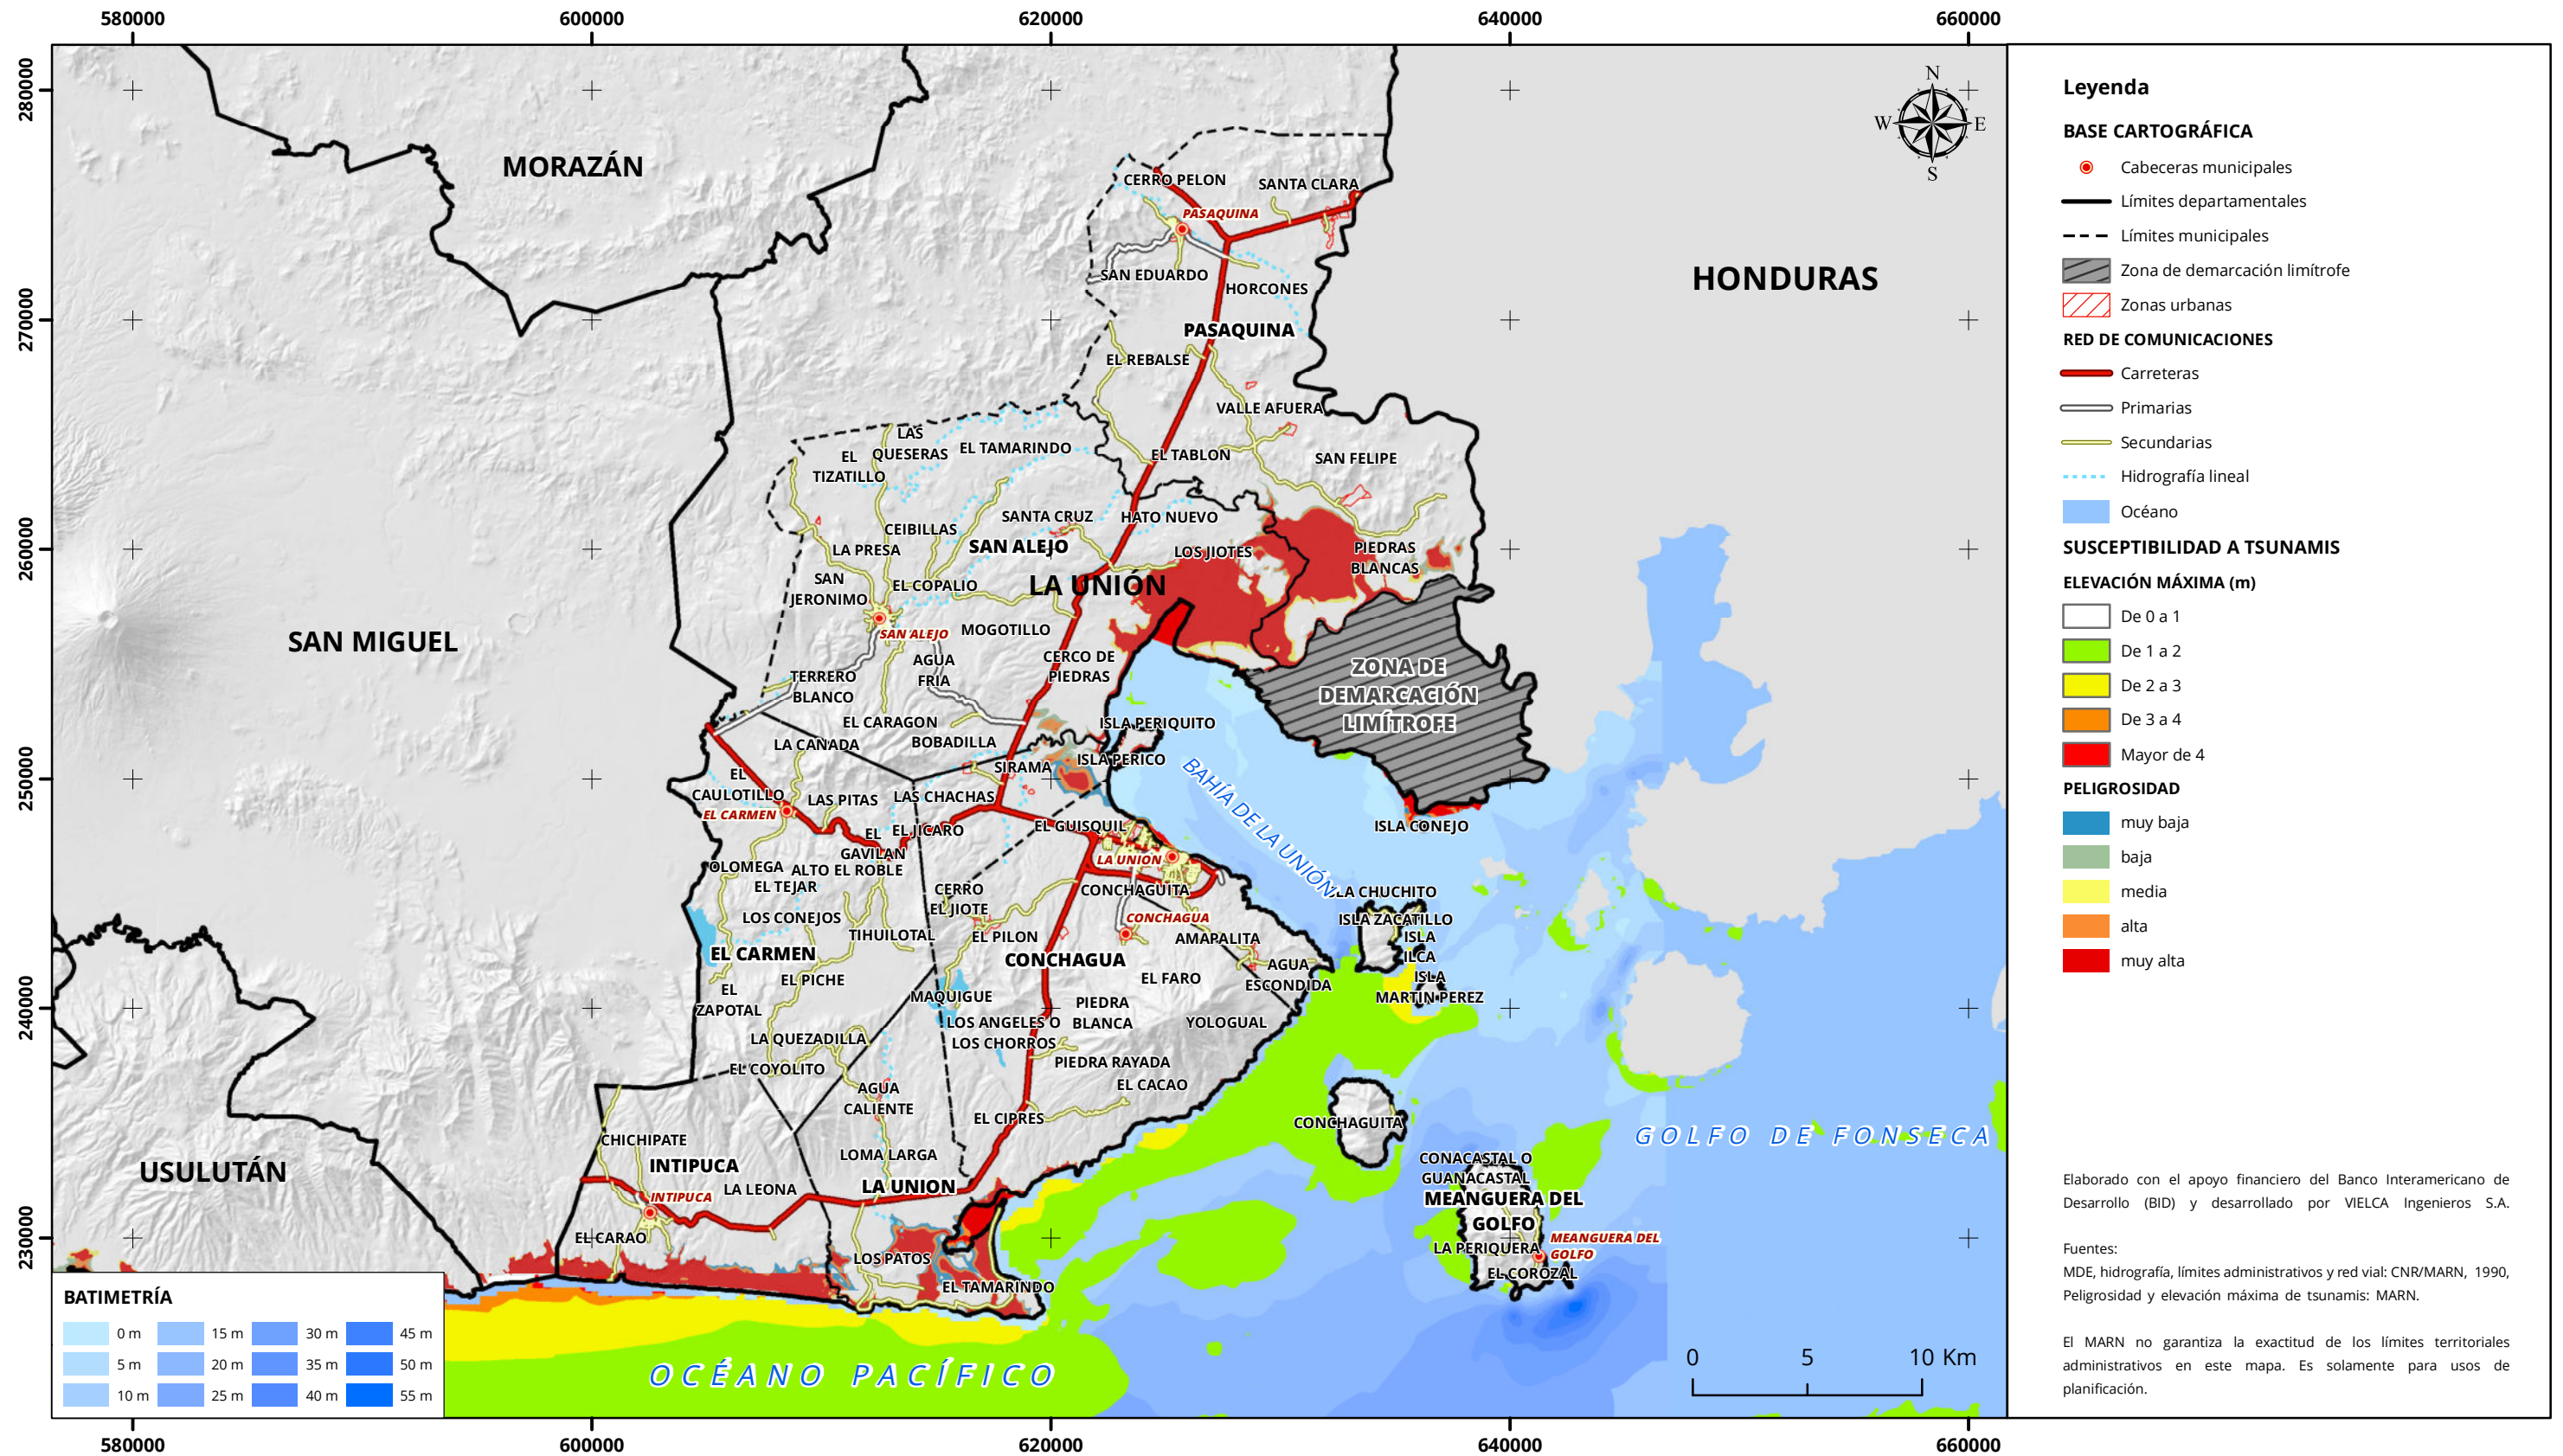 580000
600000
620000
640000
660000
280000
270000
260000
250000
240000
230000
MORAZÁN
HONDURAS
SAN MIGUEL
USULUTÁN
LA UNIÓN
CERRO PELON
SANTA CLARA
PASAQUINA
SAN EDUARDO
HORCONES
PASAQUINA
EL REBALSE
VALLE AFUERA
LAS
QUESERAS
EL TAMARINDO
EL
TIZATILLO
EL TABLON
SAN FELIPE
SANTA CRUZ
HATO NUEVO
CEIBILLAS
SAN ALEJO
LA PRESA
LOS JIOTES
PIEDRAS
BLANCAS
SAN
JERONIMO
EL COPALIO
SAN ALEJO
MOGOTILLO
AGUA
FRIA
CERCO DE
PIEDRAS
TERRERO
BLANCO
ZONA DE
DEMARCACIÓN
LIMÍTROFE
EL CARAGON
ISLA PERIQUITO
LA CAÑADA
BOBADILLA
SIRAMA
ISLA PERICO
EL
CAULOTILLO
LAS PITAS
LAS CHACHAS
EL CARMEN
EL JICARO
EL
GAVILAN
EL GUISQUIL
BAHÍA DE LA UNIÓN
ISLA CONEJO
LA UNION
OLOMEGA
ALTO EL ROBLE
EL TEJAR
CERRO
EL JIOTE
CONCHAGUITA
LA CHUCHITO
LOS CONEJOS
CONCHAGUA
ISLA ZACATILLO
TIHUILOTAL
EL PILON
AMAPALITA
ISLA
ILCA
EL CARMEN
CONCHAGUA
AGUA
ESCONDIDA
EL PICHE
EL FARO
ISLA
MARTIN PEREZ
EL
ZAPOTAL
MAQUIGUE
PIEDRA
BLANCA
LOS ANGELES O
LOS CHORROS
YOLOGUAL
LA QUEZADILLA
PIEDRA RAYADA
EL COYOLITO
EL CACAO
AGUA
CALIENTE
EL CIPRES
CONCHAGUITA
CHICHIPATE
LOMA LARGA
INTIPUCA
GOLFO DE FONSECA
CONACASTAL O
GUANACASTAL
INTIPUCA
LA LEONA
LA UNION
MEANGUERA DEL
GOLFO
EL CARAO
MEANGUERA DEL
GOLFO
LOS PATOS
LA PERIQUERA
EL COROZAL
EL TAMARINDO
OCÉANO PACÍFICO
BATIMETRÍA
0 m
15 m
30 m
45 m
5 m
20 m
35 m
50 m
10 m
25 m
40 m
55 m
N
W
E
S
0
5
10 Km
580000
600000
620000
640000
660000
Leyenda
BASE CARTOGRÁFICA
Cabeceras municipales
Límites departamentales
Límites municipales
Zona de demarcación limítrofe
Zonas urbanas
RED DE COMUNICACIONES
Carreteras
Primarias
Secundarias
Hidrografía lineal
Océano
SUSCEPTIBILIDAD A TSUNAMIS
ELEVACIÓN MÁXIMA (m)
De 0 a 1
De 1 a 2
De 2 a 3
De 3 a 4
Mayor de 4
PELIGROSIDAD
muy baja
baja
media
alta
muy alta
Elaborado con el apoyo financiero del Banco Interamericano de
Desarrollo (BID) y desarrollado por VIELCA Ingenieros S.A.
Fuentes:
MDE, hidrografía, límites administrativos y red vial: CNR/MARN, 1990,
Peligrosidad y elevación máxima de tsunamis: MARN.
El MARN no garantiza la exactitud de los límites territoriales
administrativos en este mapa. Es solamente para usos de
planificación.